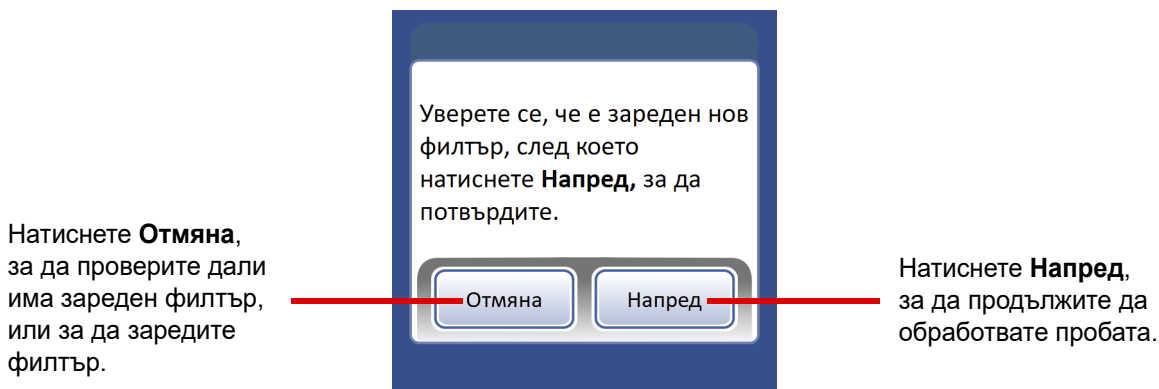 Уверете се, че е зареден нов
филтър, след което
натиснете Напред, за да
потвърдите.
Отмяна
Напред
Натиснете Отмяна,
за да проверите дали
има зареден филтър,
или за да заредите
филтър.
Натиснете Напред,
за да продължите да
обработвате пробата.